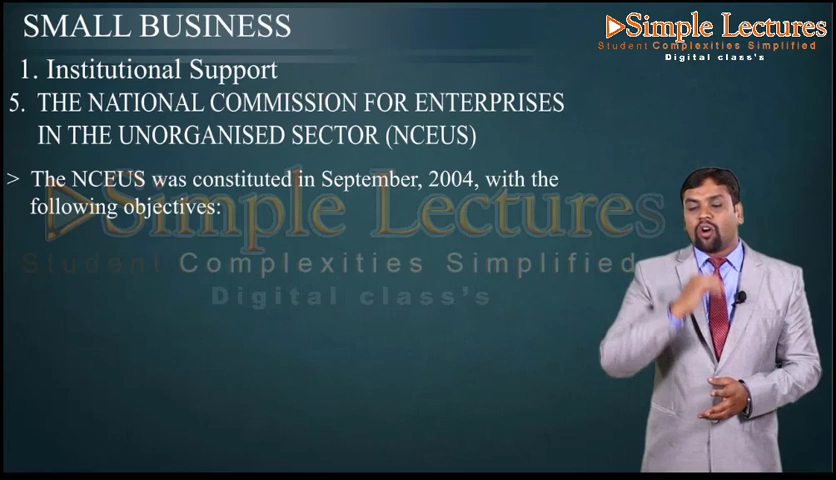 SMALL BUSINESS
Simple Lectures
Student Complexities Simplified
Digital class's
1. Institutional Support
5. THE NATIONAL COMMISSION FOR ENTERPRISES
IN THE UNORGANISED SECTOR (NCEUS)
> The NCEUS was constituted in September, 2004, with the
following objectives:
Simple Lectures
Student Complexities Simplified
Digital class's